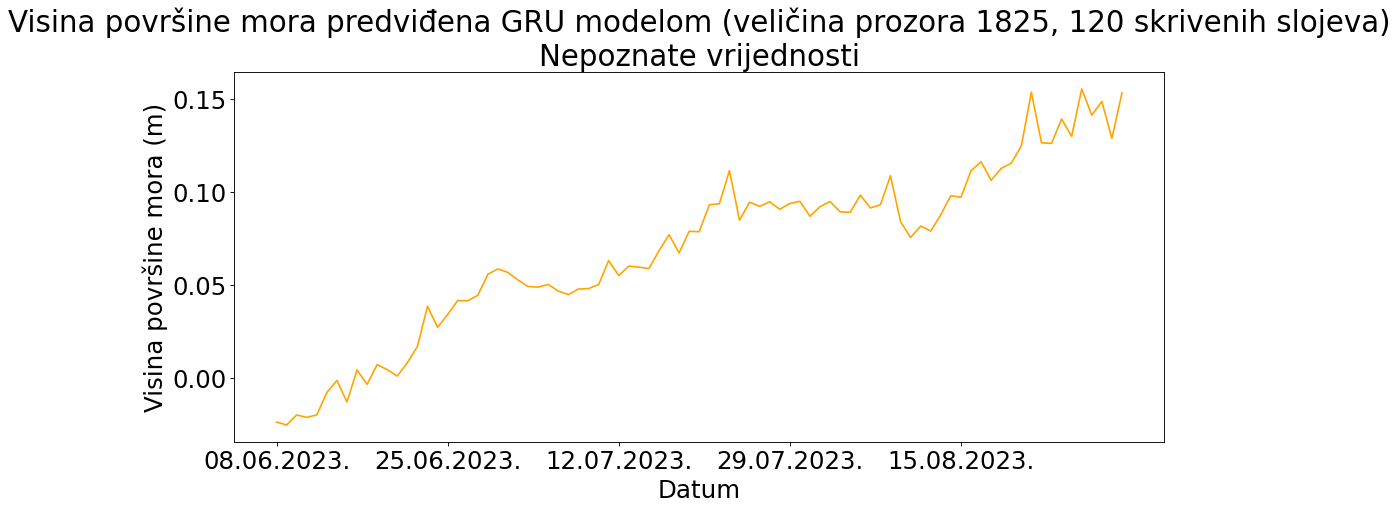 Visina površine mora predviđena GRU modelom (veličina prozora 1825, 120 skrivenih slojeva)
Nepoznate vrijednosti
Visina površine mora (m)
0.15
0.10
0.05
0.00
08.06.2023.
25.06.2023.
12.07.2023.
29.07.2023.
15.08.2023.
Datum